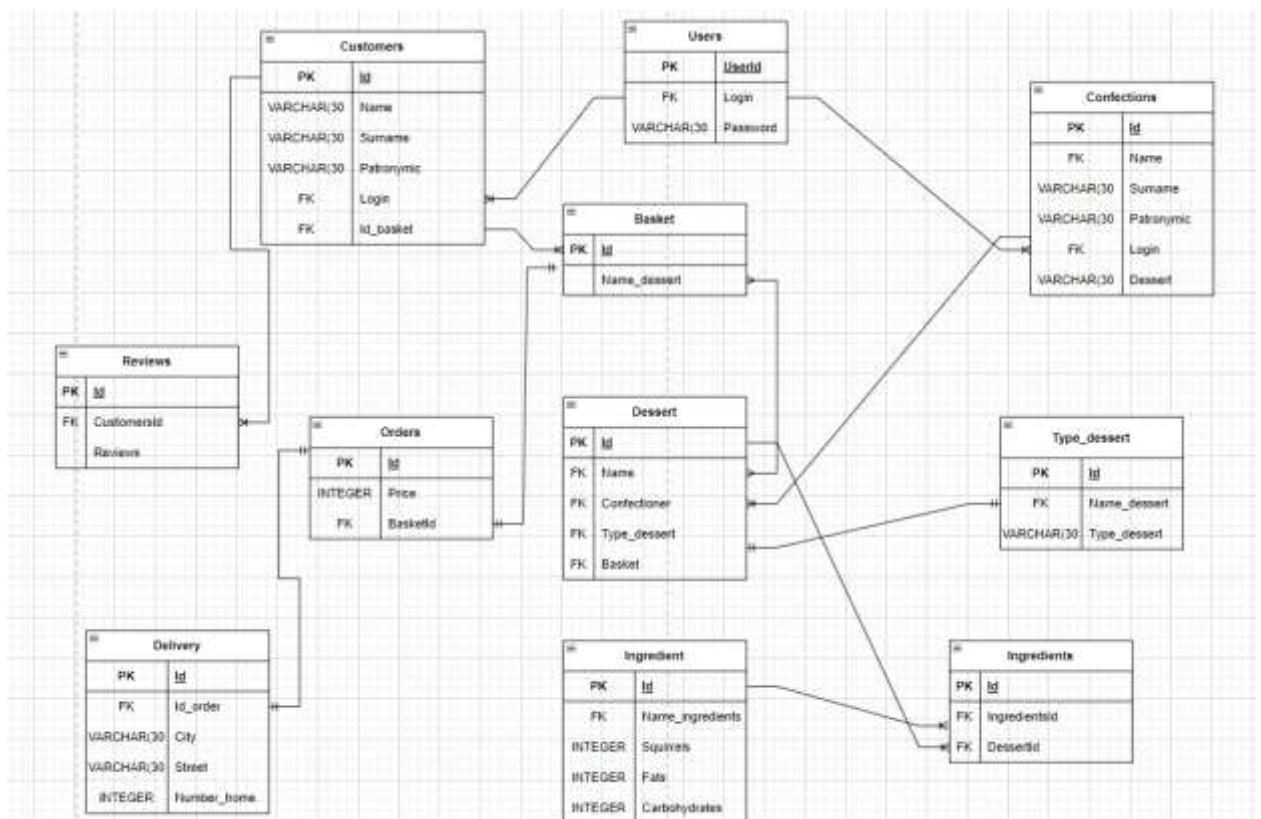 Customers
PK Id
VARCHAR(30 Name
VARCHAR(30 Surname
VARCHAR(30 Patronymic
FK Login
FK Id_basket
Users
PK UserId
FK Login
VARCHAR(30 Password
Confections
PK Id
FK Name
VARCHAR(30 Surname
VARCHAR(30 Patronymic
FK Login
VARCHAR(30 Dessert
Basket
PK Id
Name_dessert
Reviews
PK Id
FK CustomersId
Reviews
Orders
PK Id
INTEGER Price
FK BasketId
Dessert
PK Id
FK Name
FK Confectioner
FK Type_dessert
FK Basket
Type_dessert
PK Id
FK Name_dessert
VARCHAR(30 Type_dessert
Delivery
PK Id
FK Id_order
VARCHAR(30 City
VARCHAR(30 Street
INTEGER Number_home
Ingredient
PK Id
FK Name_ingredients
INTEGER Squirrels
INTEGER Fats
INTEGER Carbohydrates
Ingredients
PK Id
FK IngredientsId
FK DessertId